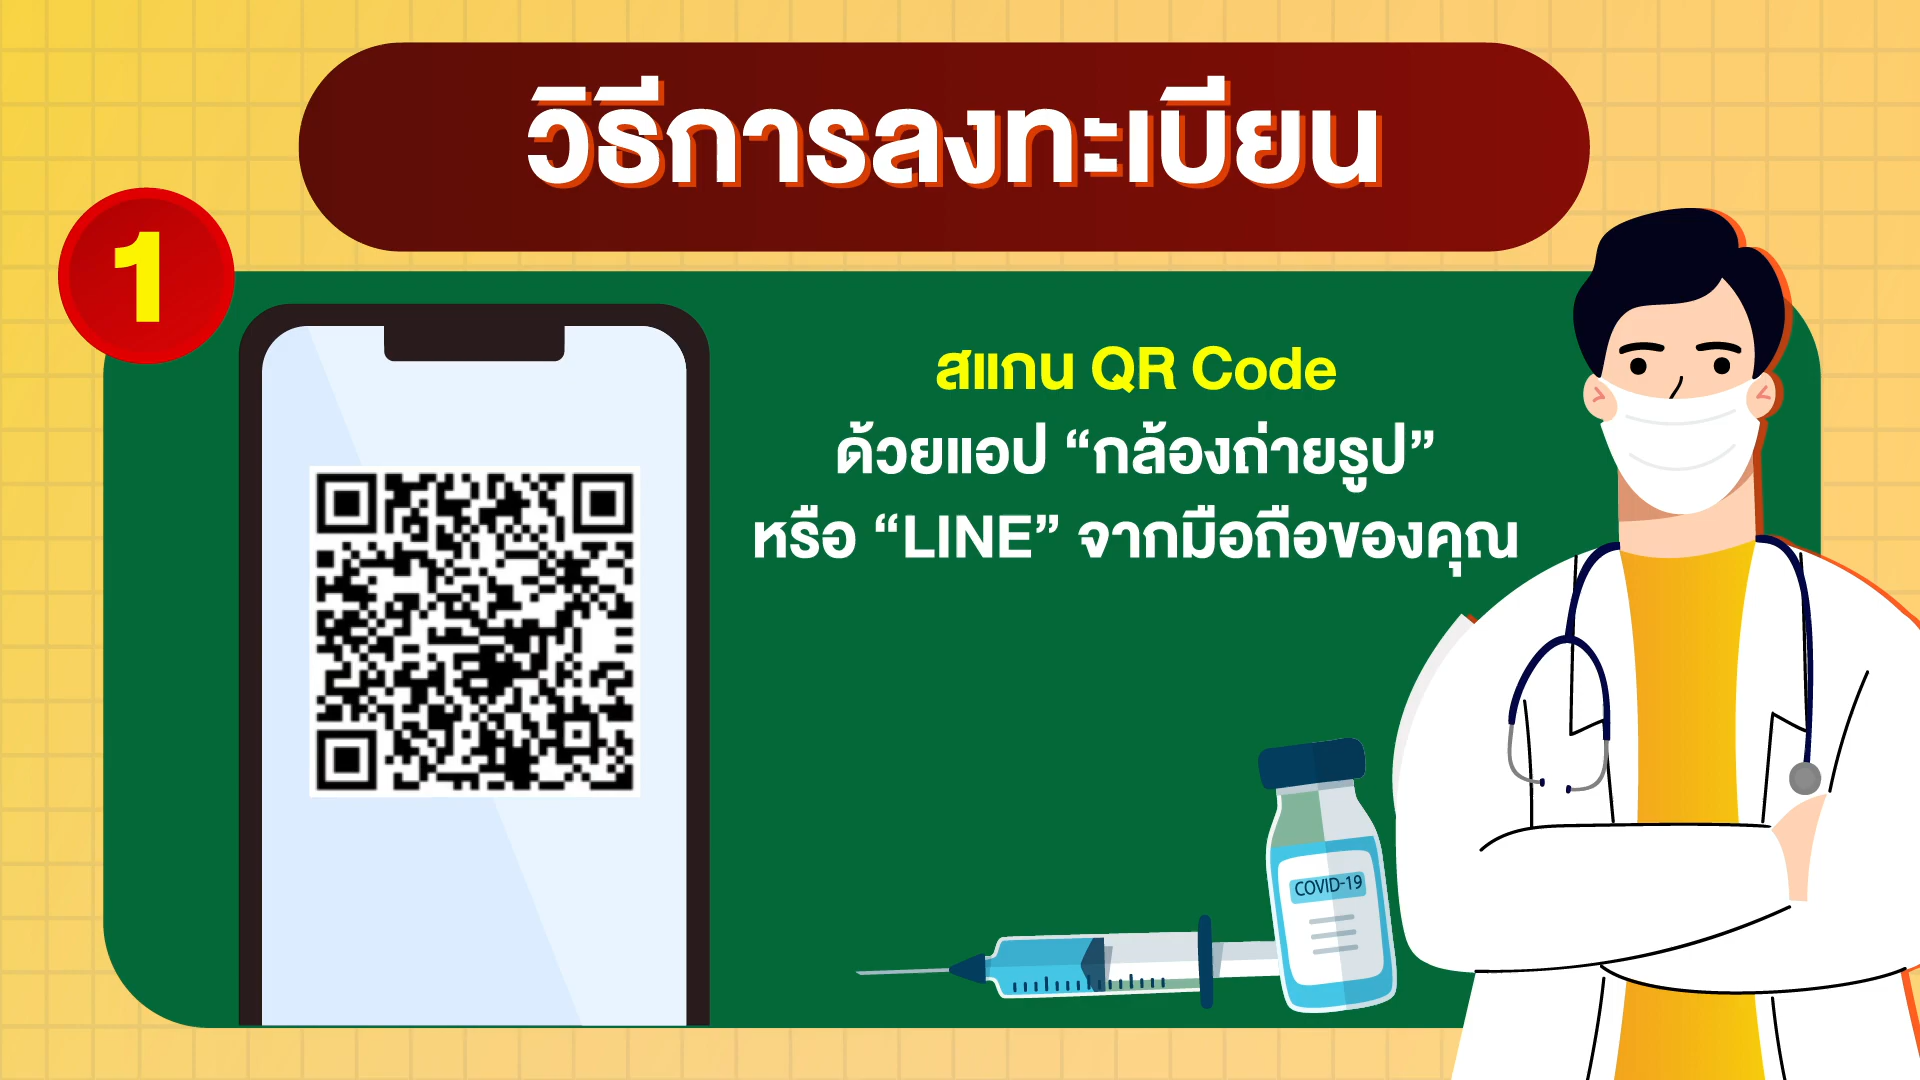 วิธีการลงทะเบียน
1
สแกน QR Code
ด้วยแอป “กล้องถ่ายรูป”
หรือ “LINE” จากมือถือของคุณ
COVID-19